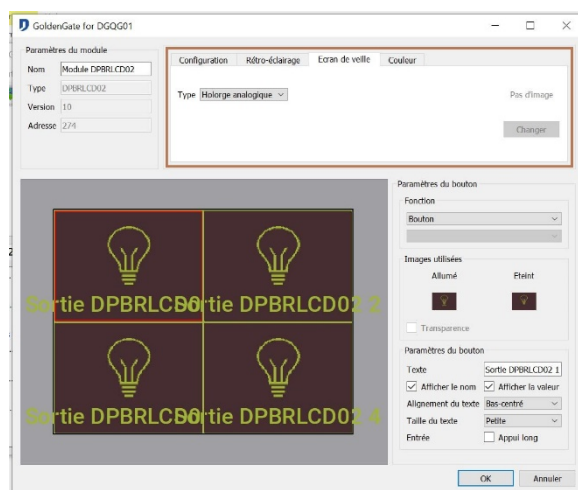 GoldenGate for DGQG01
Paramètres du module
Nom Module DPBRLCD02
Type DPBRLCD02
Version 10
Adresse 274
Configuration Rétro-éclairage Ecran de veille Couleur
Type Holorge analogique
Pas d'image
Changer
Sortie DPBRLCD0
Sortie DPBRLCD02 2
Sortie DPBRLCD0
Sortie DPBRLCD02 4
Paramètres du bouton
Fonction
Bouton
Images utilisées
Allumé Eteint
Transparence
Paramètres du bouton
Texte Sortie DPBRLCD02 1
Afficher le nom Afficher la valeur
Alignement du texte Bas-centré
Taille du texte Petite
Entrée Appui long
OK Annuler